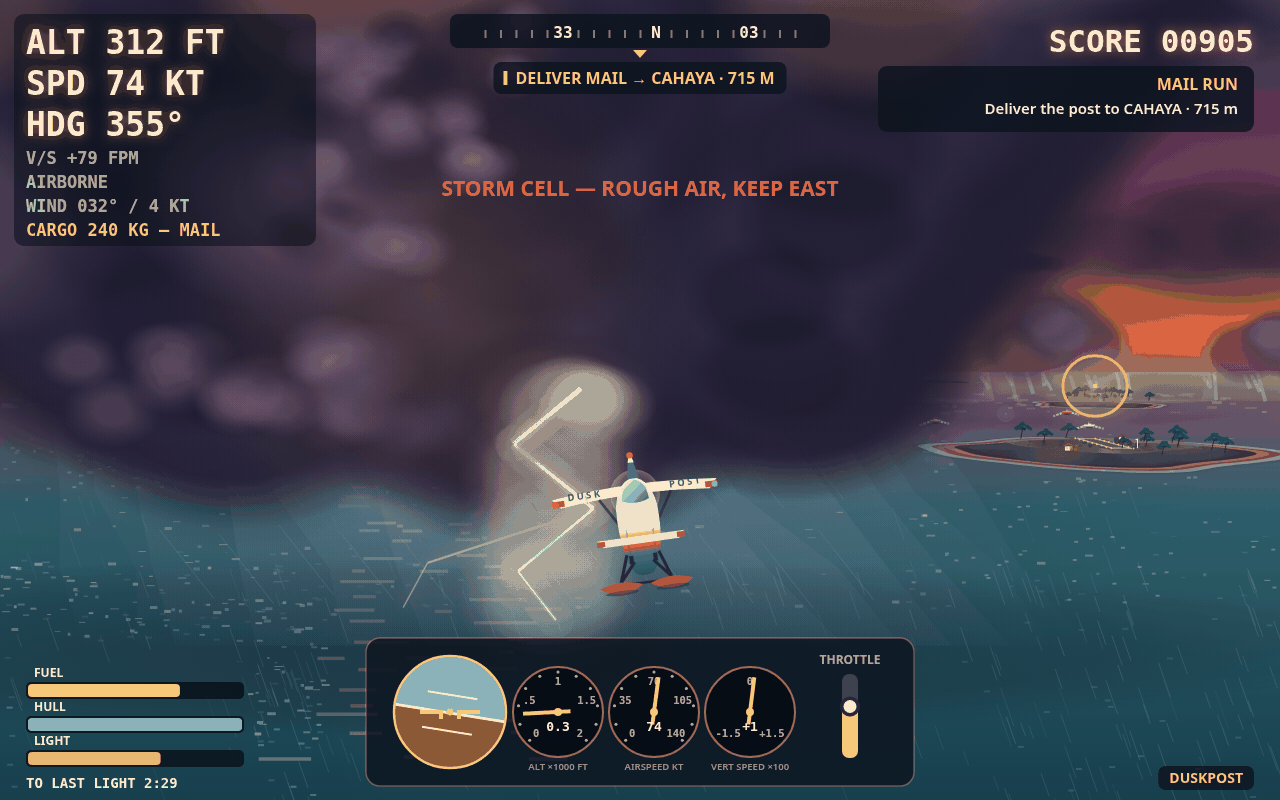 ALT 312 FT
SPD 74 KT
HDG 355°
V/S +79 FPM
AIRBORNE
WIND 032° / 4 KT
CARGO 240 KG — MAIL
33 N 03
DELIVER MAIL → CAHAYA · 715 M
SCORE 00905
MAIL RUN
Deliver the post to CAHAYA · 715 m
STORM CELL — ROUGH AIR, KEEP EAST
DUSK POST
FUEL
HULL
LIGHT
TO LAST LIGHT 2:29
0 .5 1 1.5 2
0.3
ALT ×1000 FT
0 35 70 105 140
74
AIRSPEED KT
-1.5 0 +1.5
+1
VERT SPEED ×100
THROTTLE
DUSKPOST